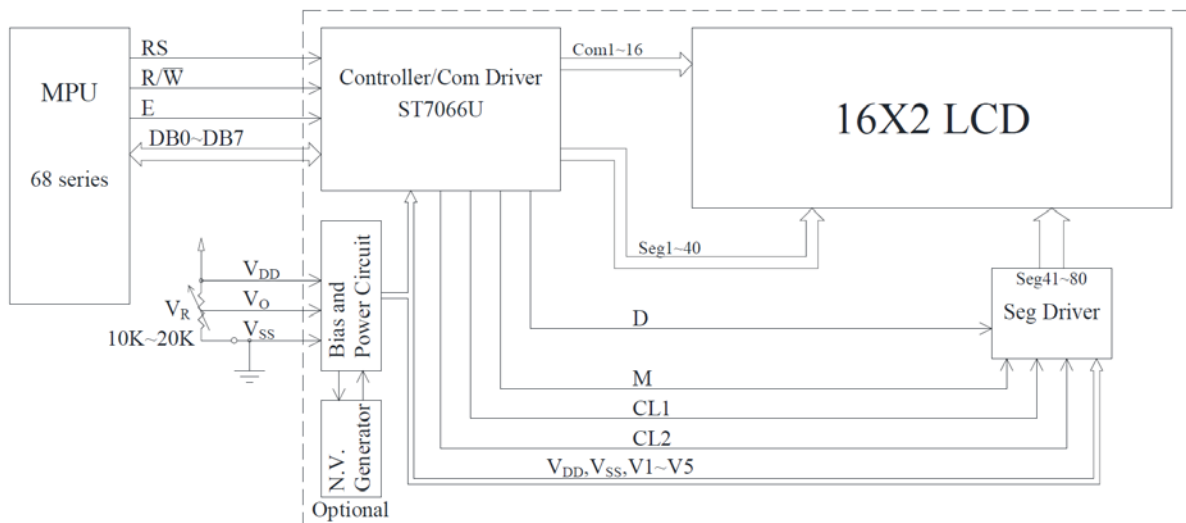 MPU
68 series
RS
R/W̅
E
DB0~DB7
Controller/Com Driver
ST7066U
Com1~16
16X2 LCD
Seg1~40
Seg41~80
Seg Driver
VDD
VR
VO
10K~20K
VSS
Bias and
Power Circuit
N.V.
Generator
Optional
D
M
CL1
CL2
VDD,VSS,V1~V5